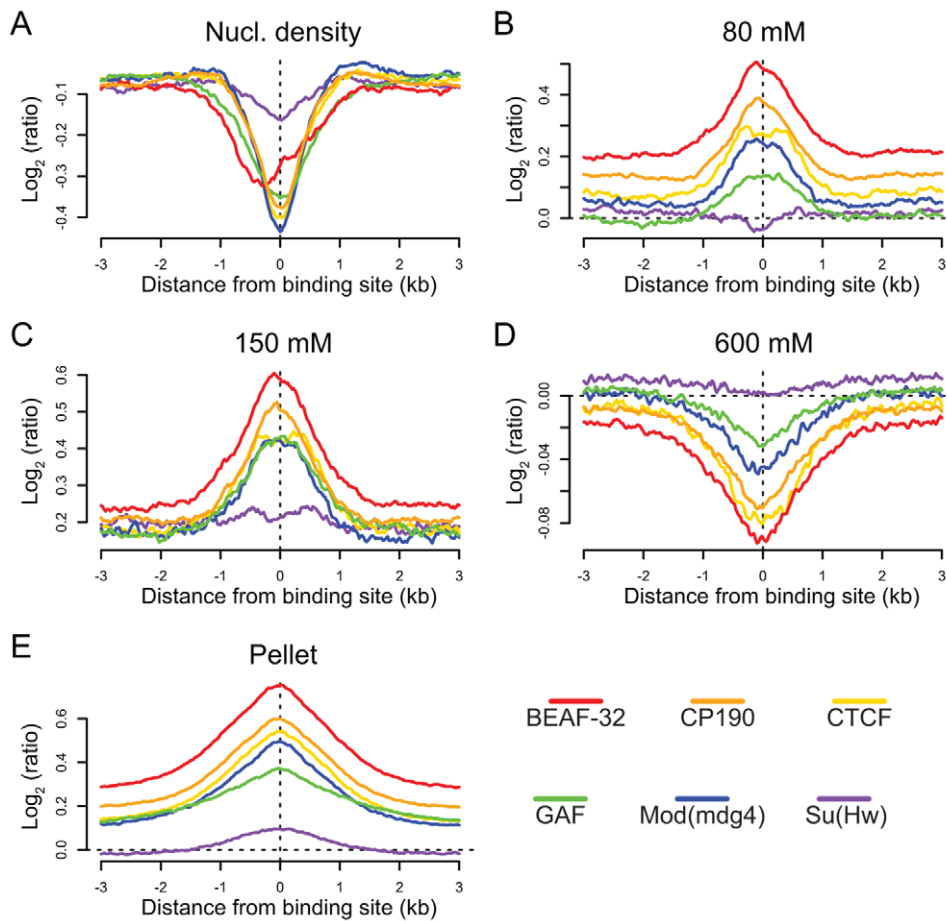 A
Nucl. density
Log2 (ratio)
-0.1
-0.2
-0.3
-0.4
-3 -2 -1 0 1 2 3
Distance from binding site (kb)
B
80 mM
Log2 (ratio)
0.4
0.2
0.0
-3 -2 -1 0 1 2 3
Distance from binding site (kb)
C
150 mM
Log2 (ratio)
0.6
0.5
0.4
0.3
0.2
-3 -2 -1 0 1 2 3
Distance from binding site (kb)
D
600 mM
Log2 (ratio)
0.00
-0.04
-0.08
-3 -2 -1 0 1 2 3
Distance from binding site (kb)
E
Pellet
Log2 (ratio)
0.6
0.4
0.2
0.0
-3 -2 -1 0 1 2 3
Distance from binding site (kb)
BEAF-32 CP190 CTCF
GAF Mod(mdg4) Su(Hw)